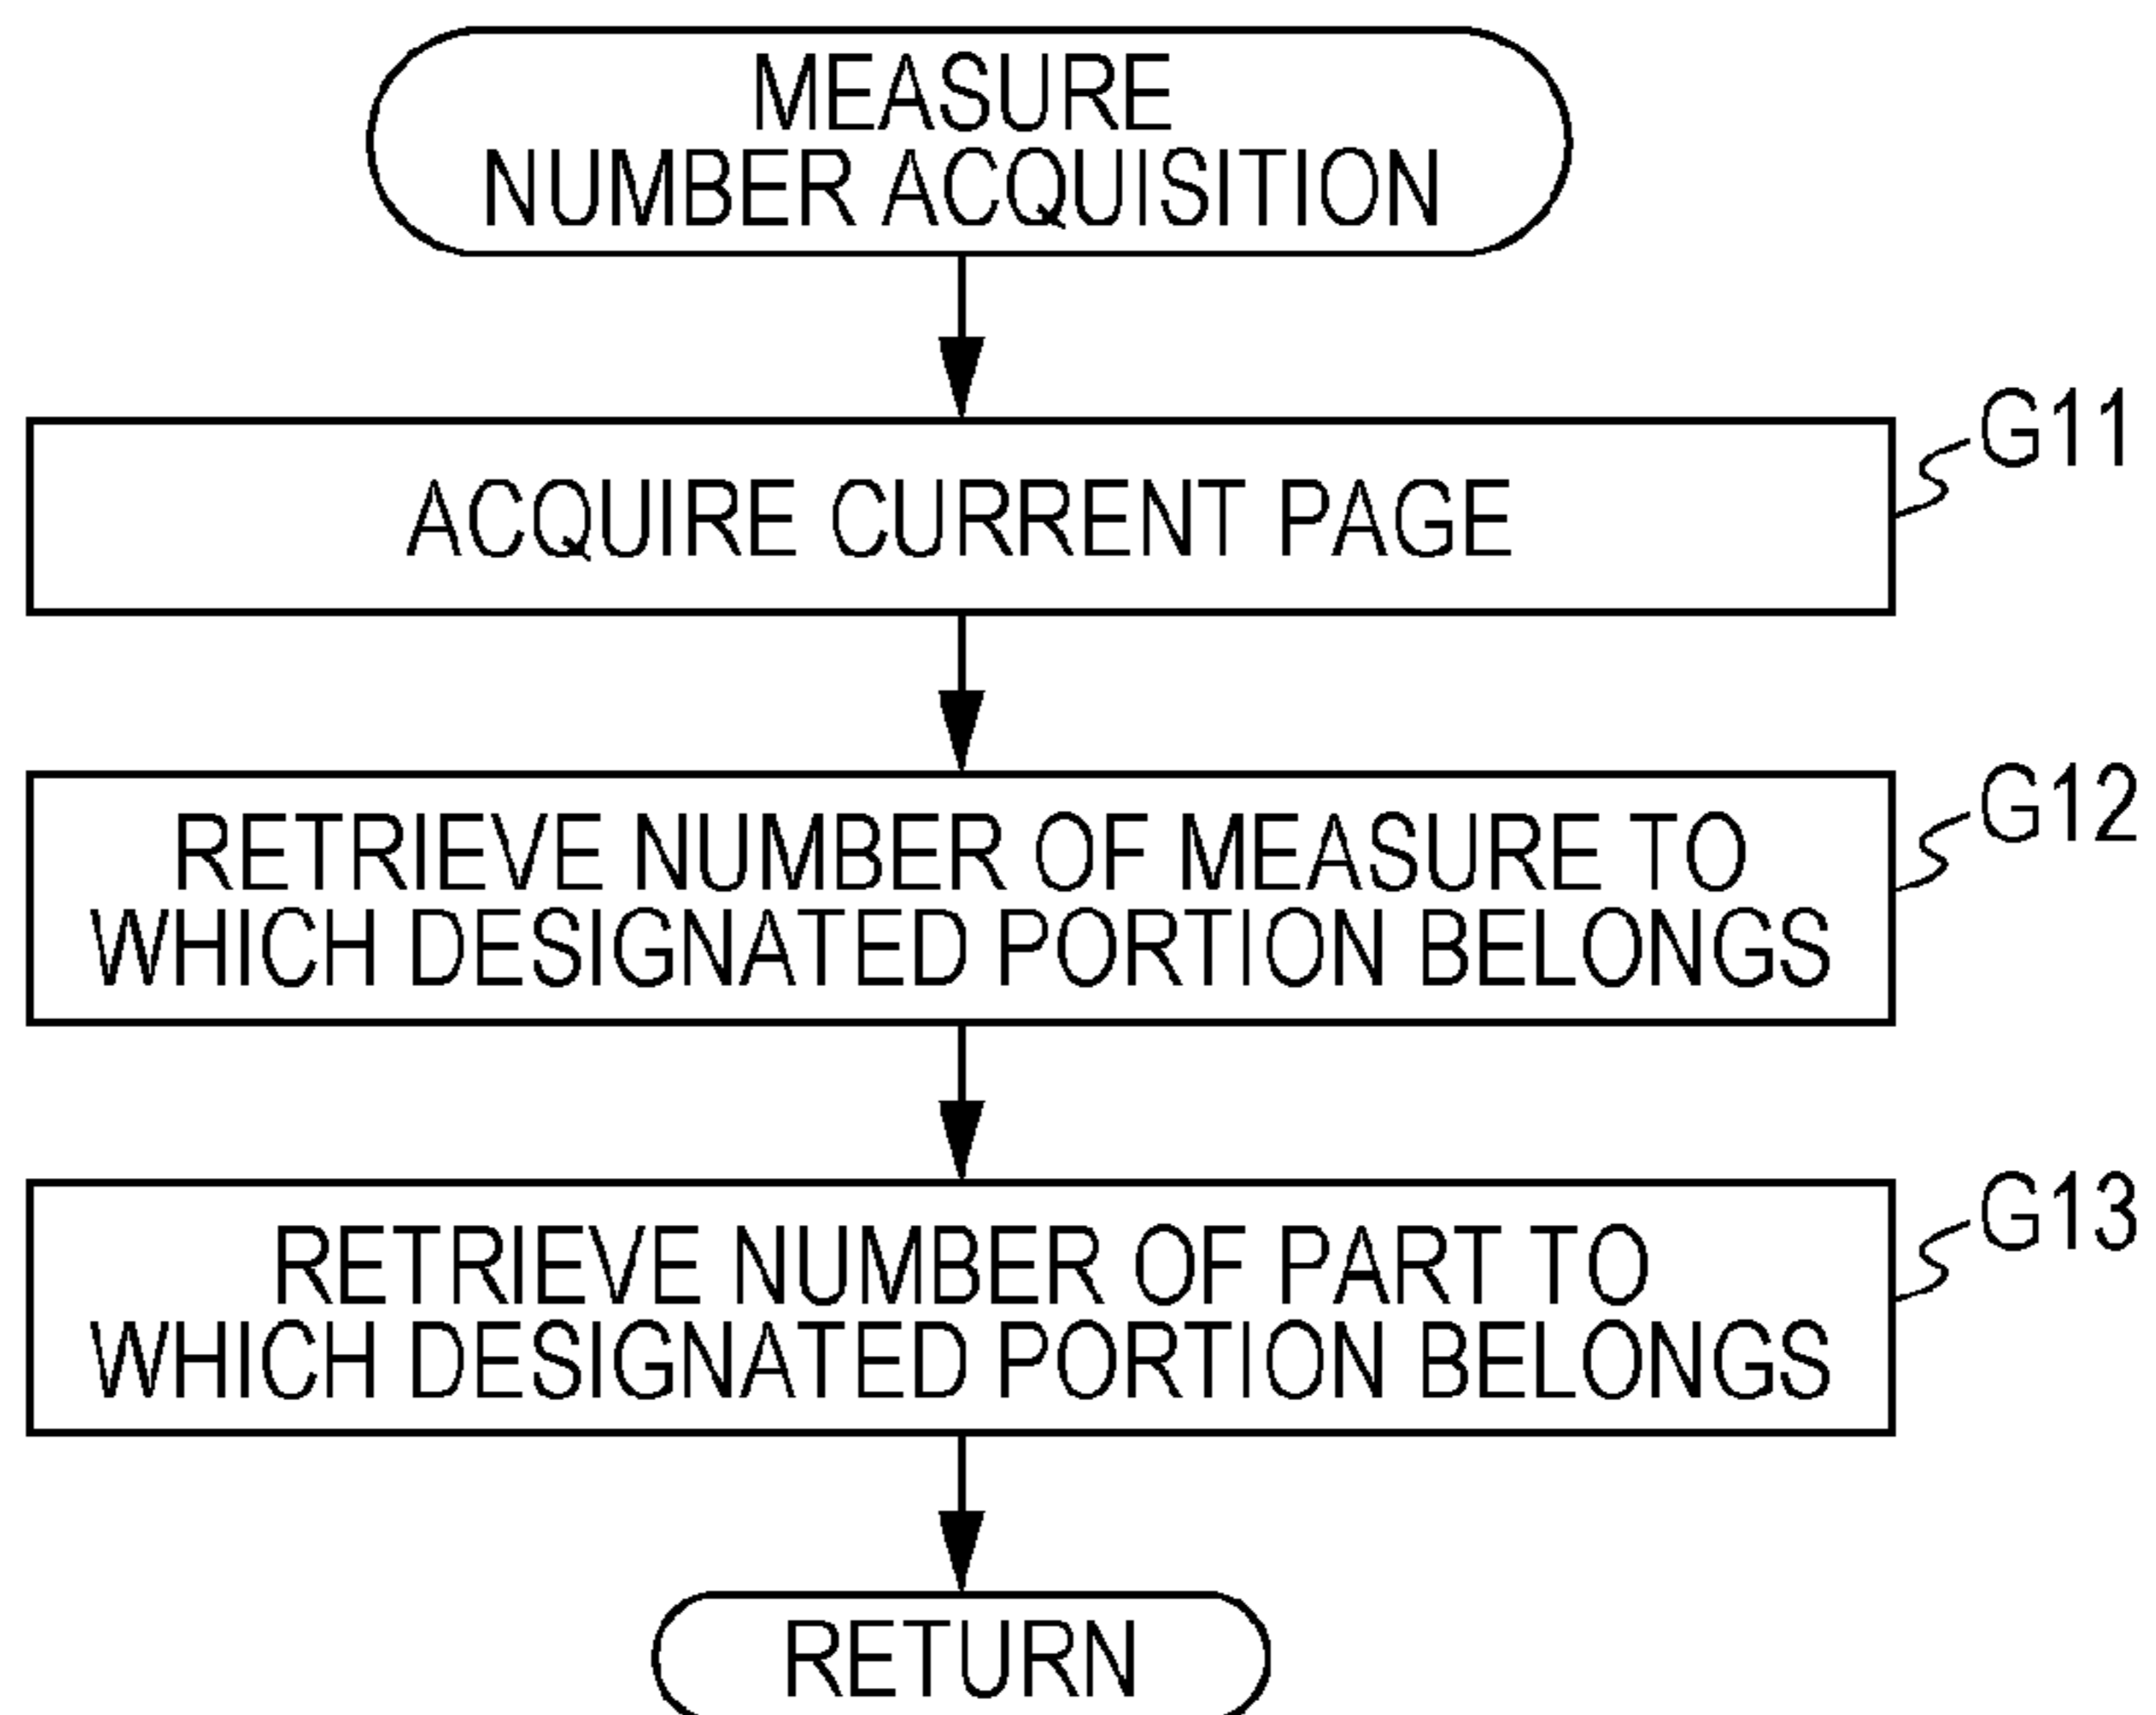 MEASURE
NUMBER ACQUISITION
G11
ACQUIRE CURRENT PAGE
G12
RETRIEVE NUMBER OF MEASURE TO
WHICH DESIGNATED PORTION BELONGS
G13
RETRIEVE NUMBER OF PART TO
WHICH DESIGNATED PORTION BELONGS
RETURN